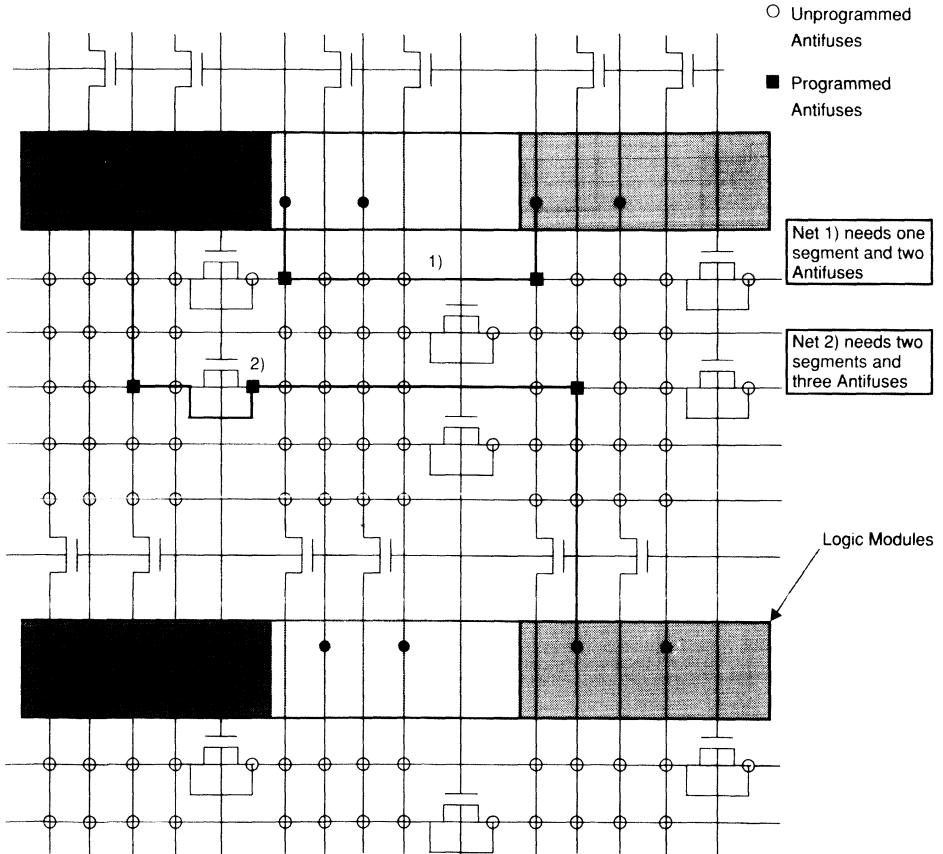 Unprogrammed
Antifuses
Programmed
Antifuses
Net 1) needs one
segment and two
Antifuses
1)
Net 2) needs two
segments and
three Antifuses
2)
Logic Modules